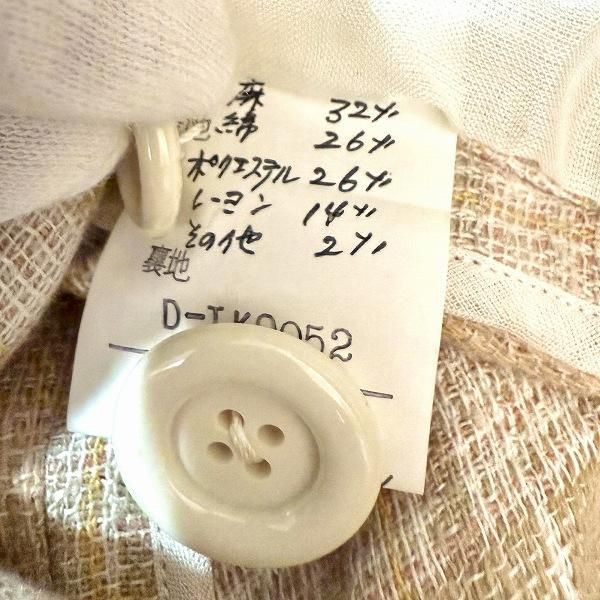 麻 32%
綿 26%
ポリエステル 26%
レーヨン 14%
その他 2%
裏地
D-IK0052